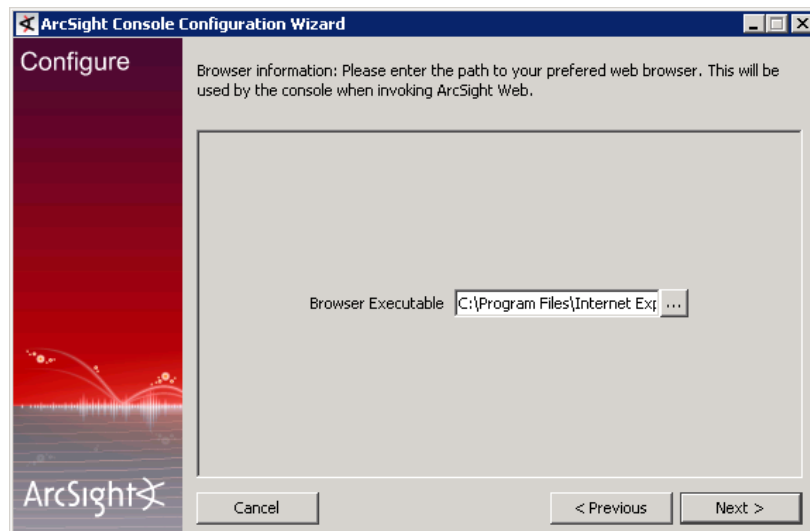 ArcSight Console Configuration Wizard
Configure
Browser information: Please enter the path to your prefered web browser. This will be
used by the console when invoking ArcSight Web.
Browser Executable C:\Program Files\Internet Exp ...
ArcSight
Cancel < Previous Next >